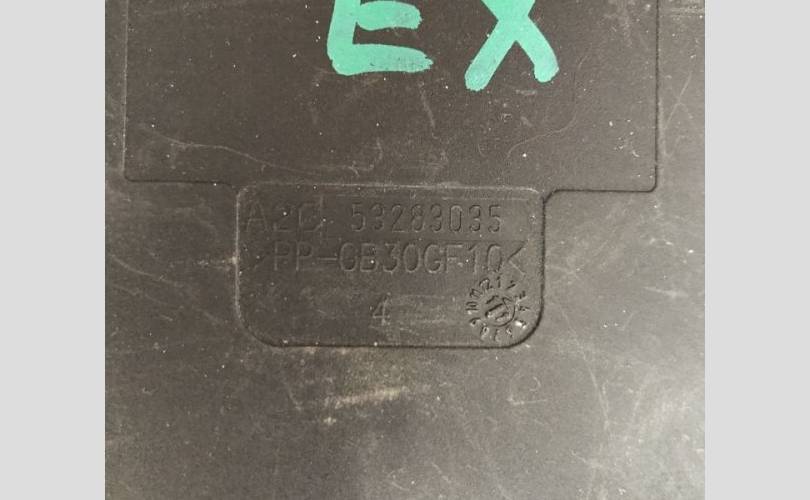 EX
A2C 53283035
>PP-GB30GF10<
4